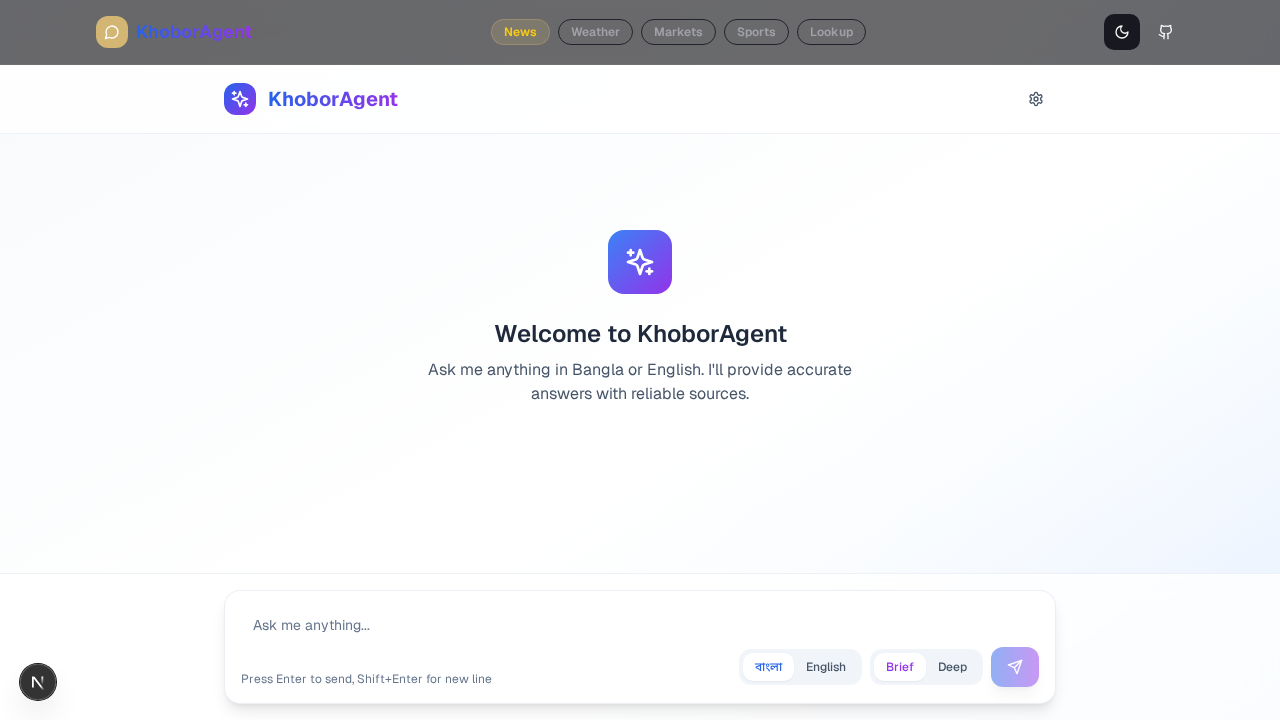 KhoborAgent
News
Weather
Markets
Sports
Lookup
KhoborAgent
Welcome to KhoborAgent
Ask me anything in Bangla or English. I'll provide accurate
answers with reliable sources.
Ask me anything...
Press Enter to send, Shift+Enter for new line
বাংলা
English
Brief
Deep
N